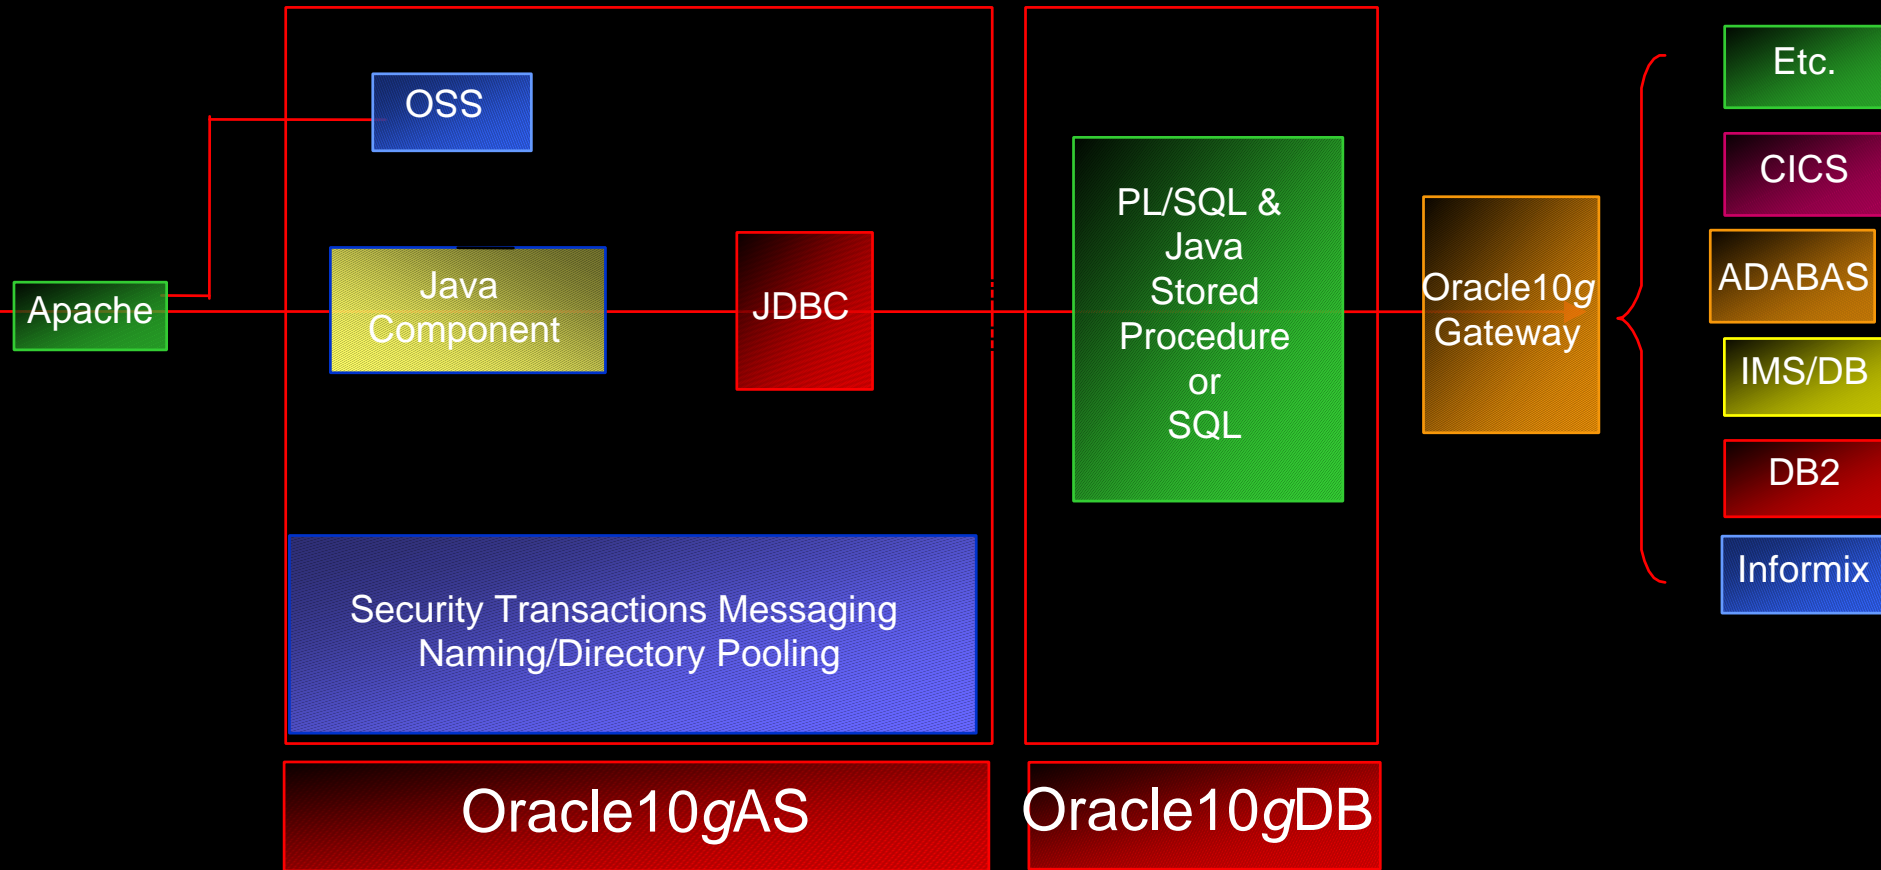 Apache
OSS
Java
Component
JDBC
Security Transactions Messaging
Naming/Directory Pooling
Oracle10gAS
PL/SQL &
Java
Stored
Procedure
or
SQL
Oracle10gDB
Oracle10g
Gateway
Etc.
CICS
ADABAS
IMS/DB
DB2
Informix